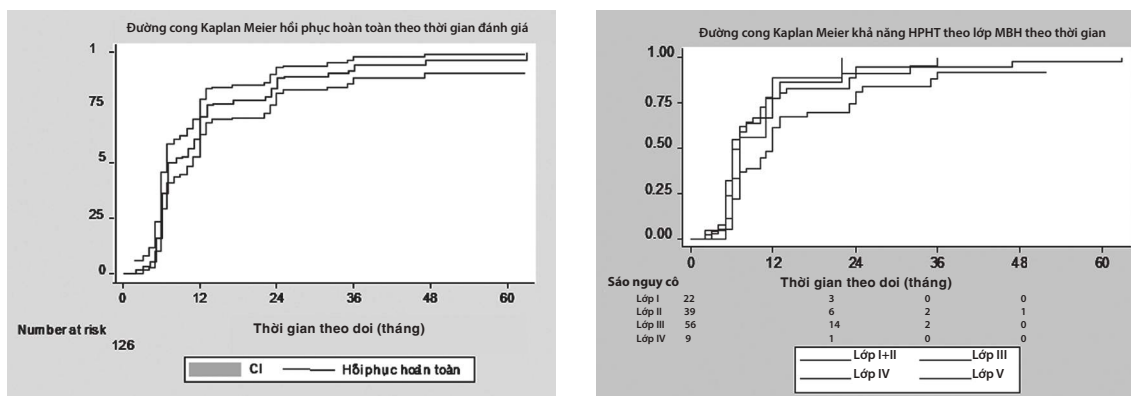 Đường cong Kaplan Meier hồi phục hoàn toàn theo thời gian đánh giá
1
75
5
25
0
0 12 24 36 48 60
Number at risk
Thời gian theo doi (tháng)
126
CI Hồi phục hoàn toàn
Đường cong Kaplan Meier khả năng HPHT theo lớp MBH theo thời gian
1.00
0.75
0.50
0.25
0.00
0 12 24 36 48 60
Sáo nguy cô Thời gian theo doi (tháng)
Lớp I 22 3 0 0
Lớp II 39 6 2 1
Lớp III 56 14 2 0
Lớp IV 9 1 0 0
Lớp I+II Lớp III
Lớp IV Lớp V